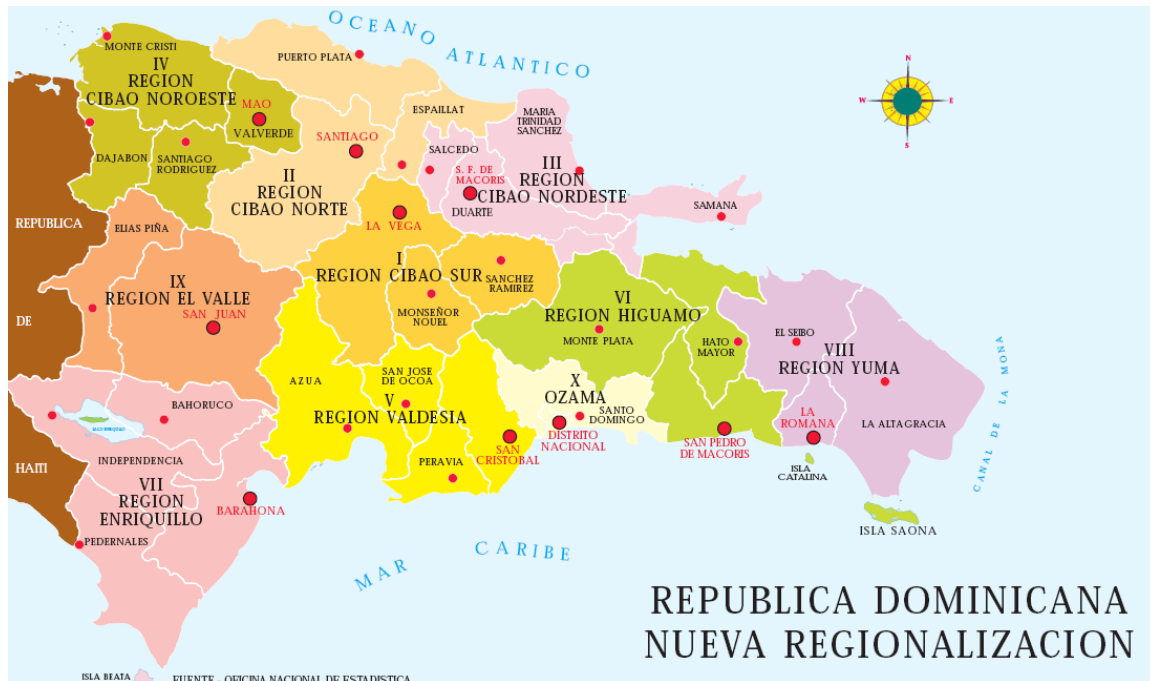 OCEANO ATLANTICO
MONTE CRISTI
IV
REGION
CIBAO NOROESTE
MAO
VALVERDE
DAJABON
SANTIAGO
RODRIGUEZ
PUERTO PLATA
ESPAILLAT
SANTIAGO
II
REGION
CIBAO NORTE
MARIA
TRINIDAD
SANCHEZ
SALCEDO
S. F. DE
MACORIS
DUARTE
III
REGION
CIBAO NORDESTE
SAMANA
N
W
E
S
REPUBLICA
DE
HAITI
ELIAS PIÑA
IX
REGION EL VALLE
SAN JUAN
LA VEGA
I
REGION CIBAO SUR
SANCHEZ
RAMIREZ
MONSEÑOR
NOUEL
VI
REGION HIGUAMO
MONTE PLATA
HATO
MAYOR
SAN PEDRO
DE MACORIS
EL SEIBO
VIII
REGION YUMA
LA
ROMANA
LA ALTAGRACIA
ISLA
CATALINA
ISLA SAONA
CANAL DE LA MONA
AZUA
SAN JOSE
DE OCOA
V
REGION VALDESIA
PERAVIA
SAN
CRISTOBAL
X
OZAMA
SANTO
DOMINGO
DISTRITO
NACIONAL
BAHORUCO
INDEPENDENCIA
VII
REGION
ENRIQUILLO
BARAHONA
PEDERNALES
MAR CARIBE
REPUBLICA DOMINICANA
NUEVA REGIONALIZACION
ISLA BEATA
FUENTE - OFICINA NACIONAL DE ESTADISTICA